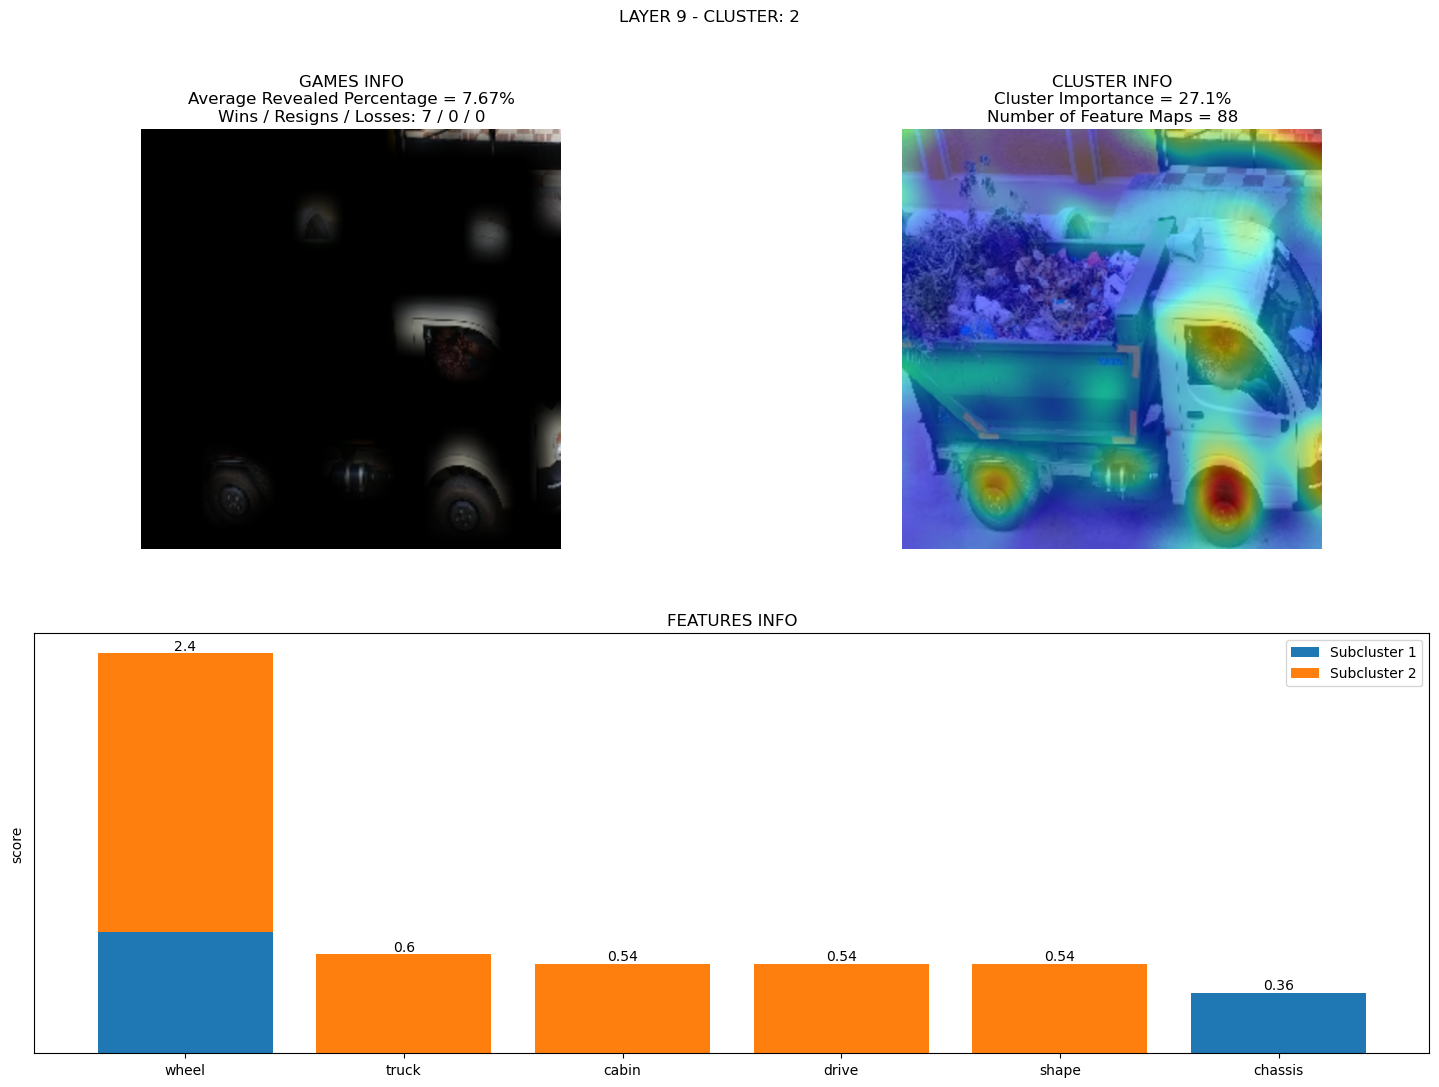 LAYER 9 - CLUSTER: 2
GAMES INFO
Average Revealed Percentage = 7.67%
Wins / Resigns / Losses: 7 / 0 / 0
CLUSTER INFO
Cluster Importance = 27.1%
Number of Feature Maps = 88
FEATURES INFO
score
2.4
0.6
0.54
0.54
0.54
0.36
Subcluster 1
Subcluster 2
wheel
truck
cabin
drive
shape
chassis